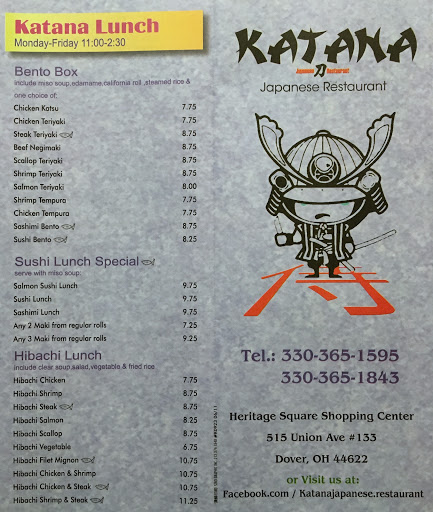 Katana Lunch
Monday-Friday 11:00-2:30
Bento Box
include miso soup,edamame,california roll ,steamed rice &
one choice of:
Chicken Katsu 7.75
Chicken Teriyaki 7.75
Steak Teriyaki 8.75
Beef Negimaki 8.75
Scallop Teriyaki 8.75
Shrimp Teriyaki 8.75
Salmon Teriyaki 8.00
Shrimp Tempura 7.75
Chicken Tempura 7.75
Sashimi Bento 8.75
Sushi Bento 8.25
Sushi Lunch Special
serve with miso soup:
Salmon Sushi Lunch 9.75
Sushi Lunch 9.75
Sashimi Lunch 9.75
Any 2 Maki from regular rolls 7.25
Any 3 Maki from regular rolls 9.25
Hibachi Lunch
include clear soup,salad,vegetable & fried rice
Hibachi Chicken 7.75
Hibachi Shrimp 8.75
Hibachi Steak 8.75
Hibachi Salmon 8.25
Hibachi Scallop 8.75
Hibachi Vegetable 6.75
Hibachi Filet Mignon 10.75
Hibachi Chicken & Shrimp 10.75
Hibachi Chicken & Steak 10.75
Hibachi Shrimp & Steak 11.25
KATANA
Japanese 刀 Restaurant
Japanese Restaurant
侍
Tel.: 330-365-1595
330-365-1843
Heritage Square Shopping Center
515 Union Ave #133
Dover, OH 44622
or Visit us at:
Facebook.com / Katanajapanese.restaurant